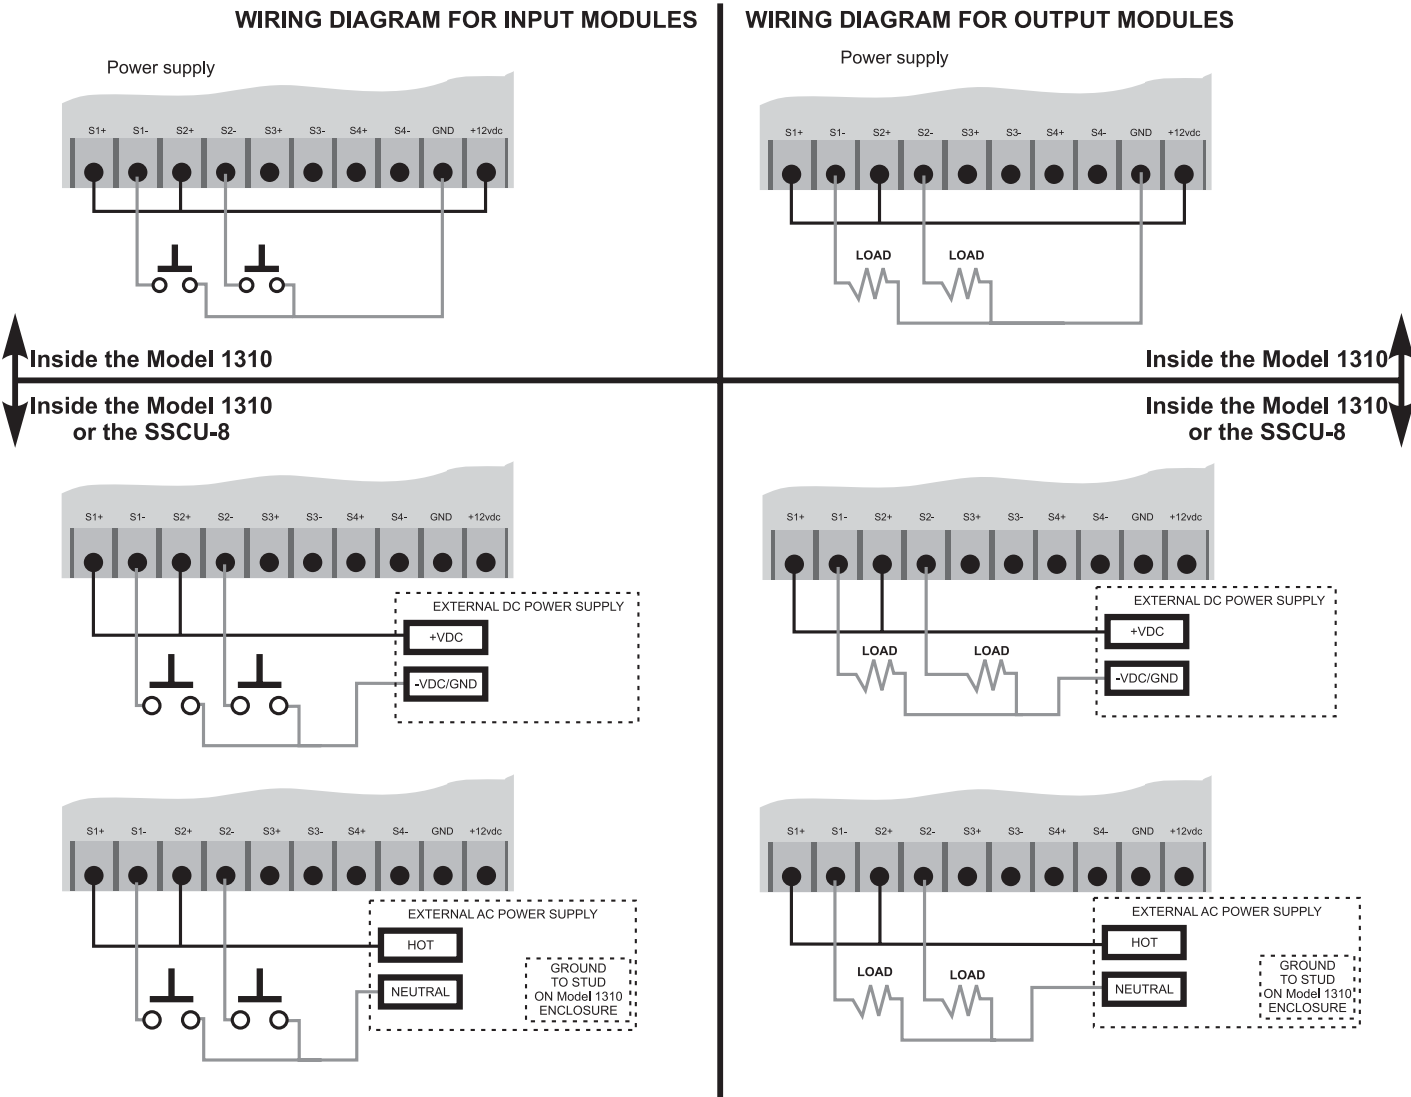 WIRING DIAGRAM FOR INPUT MODULES
Power supply
S1+ S1- S2+ S2- S3+ S3- S4+ S4- GND +12vdc
Inside the Model 1310
Inside the Model 1310
or the SSCU-8
S1+ S1- S2+ S2- S3+ S3- S4+ S4- GND +12vdc
EXTERNAL DC POWER SUPPLY
+VDC
-VDC/GND
S1+ S1- S2+ S2- S3+ S3- S4+ S4- GND +12vdc
EXTERNAL AC POWER SUPPLY
HOT
NEUTRAL
GROUND
TO STUD
ON Model 1310
ENCLOSURE
WIRING DIAGRAM FOR OUTPUT MODULES
Power supply
S1+ S1- S2+ S2- S3+ S3- S4+ S4- GND +12vdc
LOAD LOAD
Inside the Model 1310
Inside the Model 1310
or the SSCU-8
S1+ S1- S2+ S2- S3+ S3- S4+ S4- GND +12vdc
EXTERNAL DC POWER SUPPLY
+VDC
LOAD LOAD
-VDC/GND
S1+ S1- S2+ S2- S3+ S3- S4+ S4- GND +12vdc
EXTERNAL AC POWER SUPPLY
HOT
LOAD LOAD
NEUTRAL
GROUND
TO STUD
ON Model 1310
ENCLOSURE